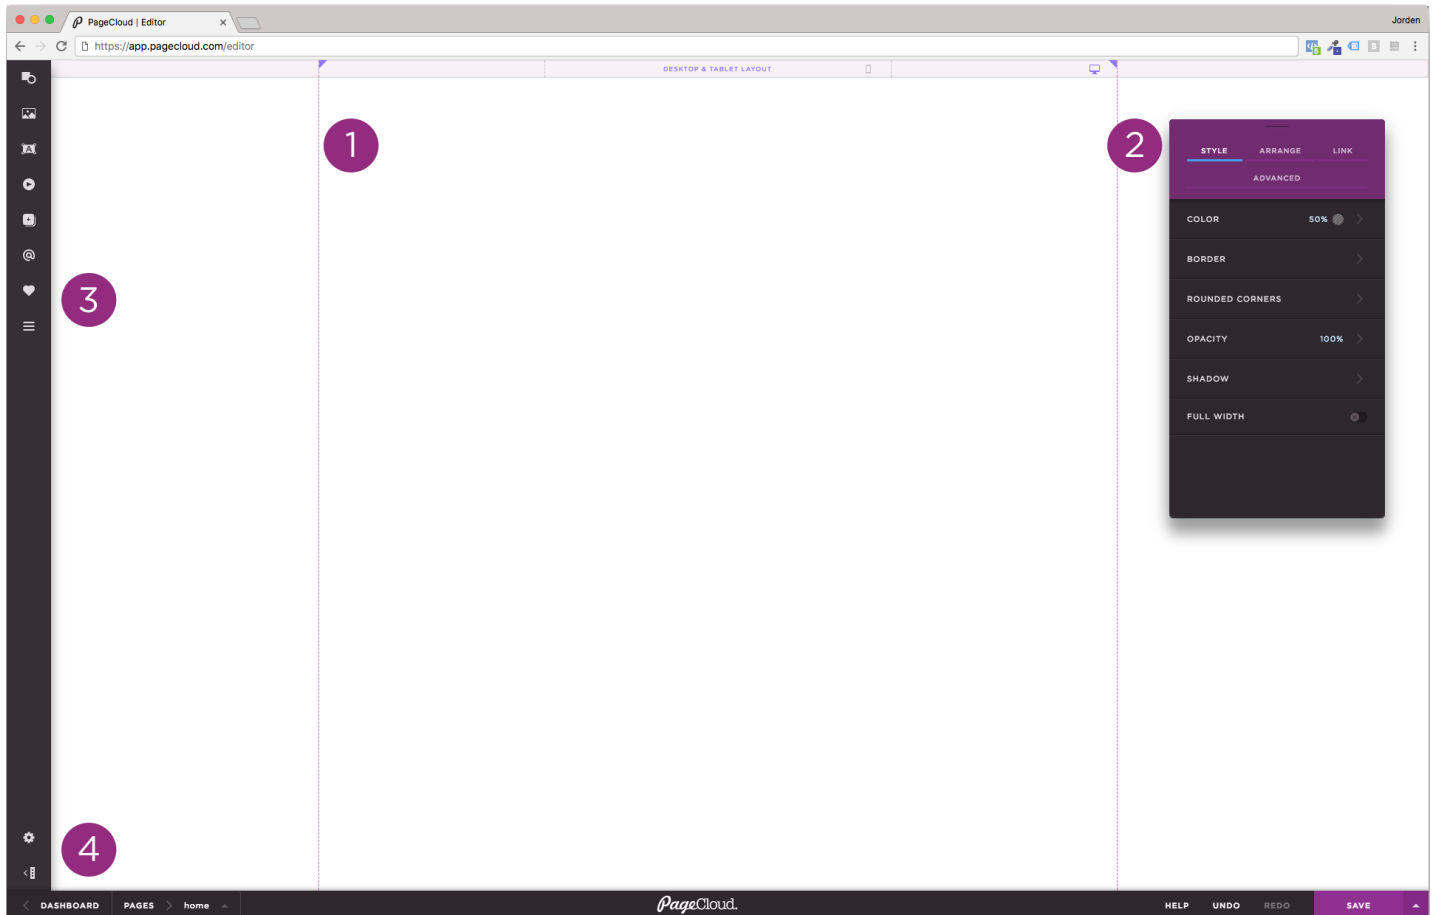 PageCloud | Editor
Jorden
https://app.pagecloud.com/editor
DESKTOP & TABLET LAYOUT
1
2
STYLE ARRANGE LINK
ADVANCED
COLOR 50%
BORDER
ROUNDED CORNERS
OPACITY 100%
SHADOW
FULL WIDTH
3
4
DASHBOARD PAGES home PageCloud. HELP UNDO REDO SAVE